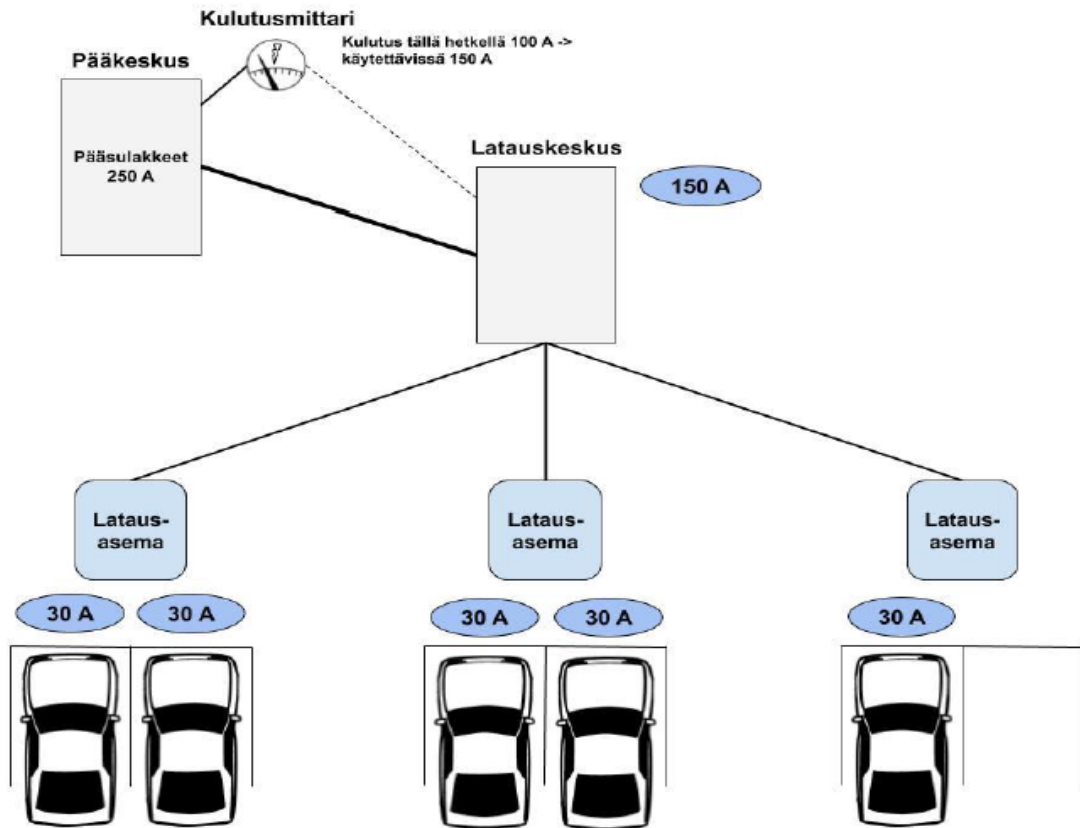 Kulutusmittari
Kulutus tällä hetkellä 100 A ->
käytettävissä 150 A
Pääkeskus
Pääsulakkeet
250 A
Latauskeskus
150 A
Lataus-
asema
Lataus-
asema
Lataus-
asema
30 A
30 A
30 A
30 A
30 A